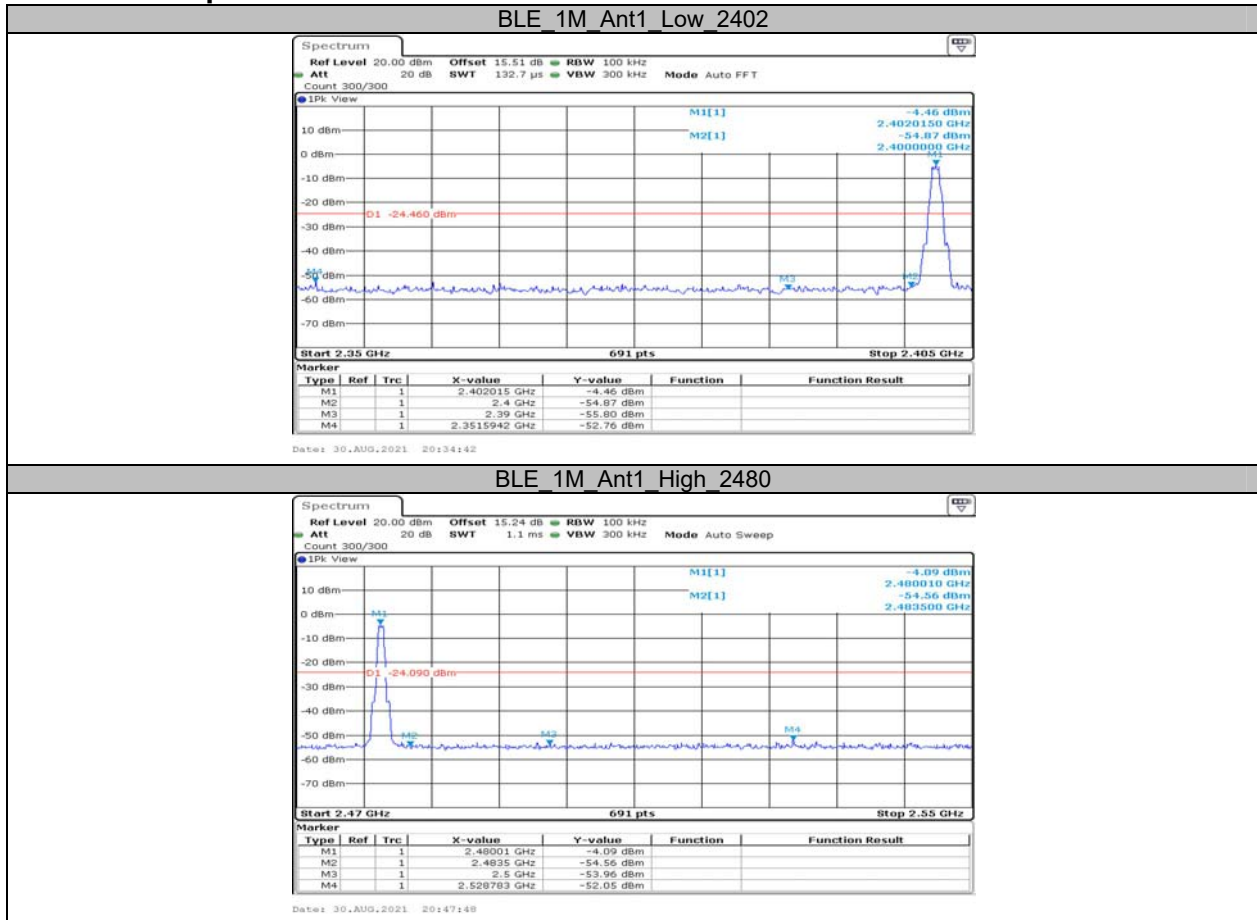 BLE_1M_Ant1_Low_2402
Spectrum
Ref Level 20.00 dBm Offset 15.51 dB RBW 100 kHz
Att 20 dB SWT 132.7 µs VBW 300 kHz Mode Auto FFT
Count 300/300
1Pk View
M1[1] -4.46 dBm
2.4020150 GHz
M2[1] -54.87 dBm
2.4000000 GHz
10 dBm
0 dBm
M1
-10 dBm
-20 dBm
D1 -24.460 dBm
-30 dBm
-40 dBm
-50 dBm
M4
M3
M2
-60 dBm
-70 dBm
Start 2.35 GHz 691 pts Stop 2.405 GHz
Marker
Type Ref Trc X-value Y-value Function Function Result
M1 1 2.402015 GHz -4.46 dBm
M2 1 2.4 GHz -54.87 dBm
M3 1 2.39 GHz -55.80 dBm
M4 1 2.3515942 GHz -52.76 dBm
Date: 30.AUG.2021 20:34:42
BLE_1M_Ant1_High_2480
Spectrum
Ref Level 20.00 dBm Offset 15.24 dB RBW 100 kHz
Att 20 dB SWT 1.1 ms VBW 300 kHz Mode Auto Sweep
Count 300/300
1Pk View
M1[1] -4.09 dBm
2.480010 GHz
M2[1] -54.56 dBm
2.483500 GHz
10 dBm
0 dBm
M1
-10 dBm
-20 dBm
D1 -24.090 dBm
-30 dBm
-40 dBm
-50 dBm
M2
M3
M4
-60 dBm
-70 dBm
Start 2.47 GHz 691 pts Stop 2.55 GHz
Marker
Type Ref Trc X-value Y-value Function Function Result
M1 1 2.48001 GHz -4.09 dBm
M2 1 2.4835 GHz -54.56 dBm
M3 1 2.5 GHz -53.96 dBm
M4 1 2.528783 GHz -52.05 dBm
Date: 30.AUG.2021 20:47:48